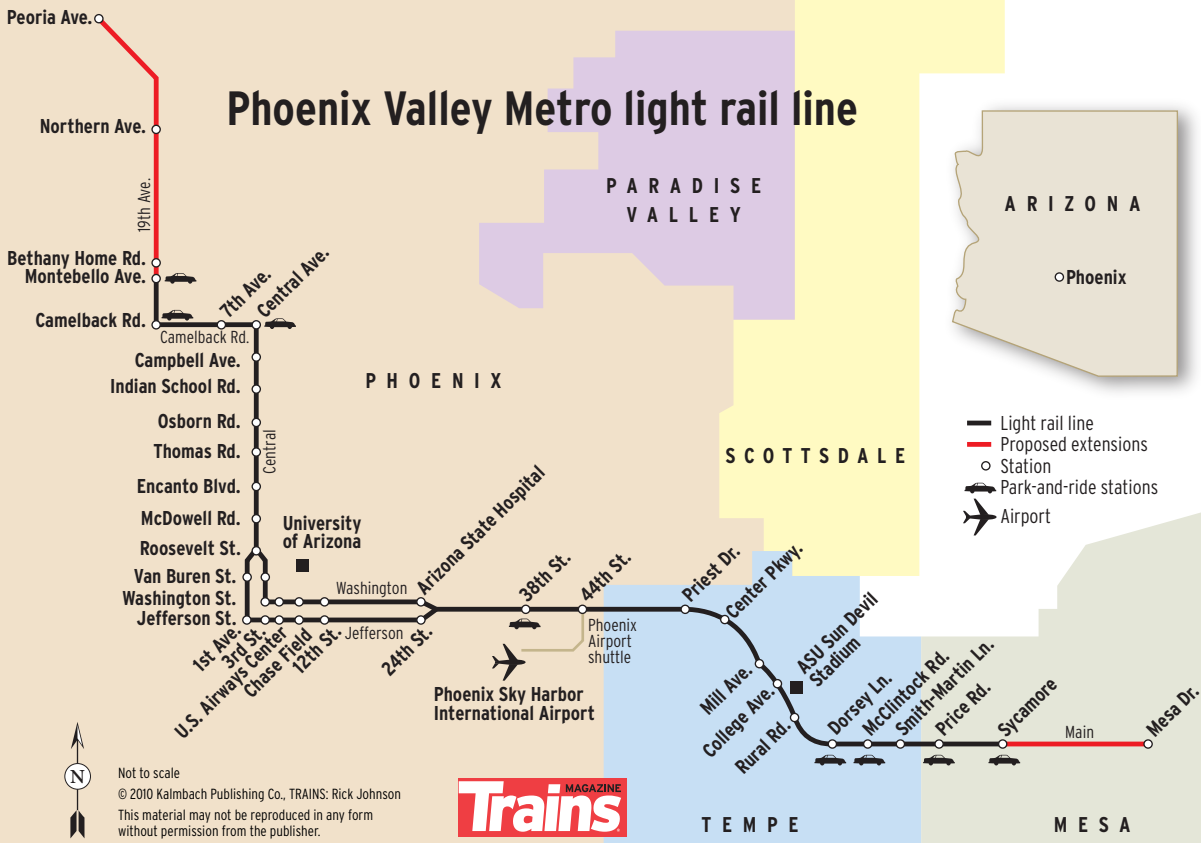 Peoria Ave.
Phoenix Valley Metro light rail line
Northern Ave.
19th Ave.
PARADISE
VALLEY
ARIZONA
Phoenix
Bethany Home Rd.
Montebello Ave.
Camelback Rd.
7th Ave.
Central Ave.
Camelback Rd.
Campbell Ave.
Indian School Rd.
Osborn Rd.
Thomas Rd.
Encanto Blvd.
McDowell Rd.
Roosevelt St.
Van Buren St.
Washington St.
Jefferson St.
Central
PHOENIX
SCOTTSDALE
Light rail line
Proposed extensions
Station
Park-and-ride stations
Airport
University
of Arizona
Washington
Jefferson
Arizona State Hospital
1st Ave.
3rd St.
U.S. Airways Center
Chase Field
12th St.
24th St.
38th St.
44th St.
Phoenix
Airport
shuttle
Phoenix Sky Harbor
International Airport
Priest Dr.
Center Pkwy.
Mill Ave.
College Ave.
Rural Rd.
ASU Sun Devil
Stadium
Dorsey Ln.
McClintock Rd.
Smith-Martin Ln.
Price Rd.
Sycamore
Main
Mesa Dr.
N
Not to scale
© 2010 Kalmbach Publishing Co., TRAINS: Rick Johnson
This material may not be reproduced in any form
without permission from the publisher.
Trains
MAGAZINE
TEMPE
MESA